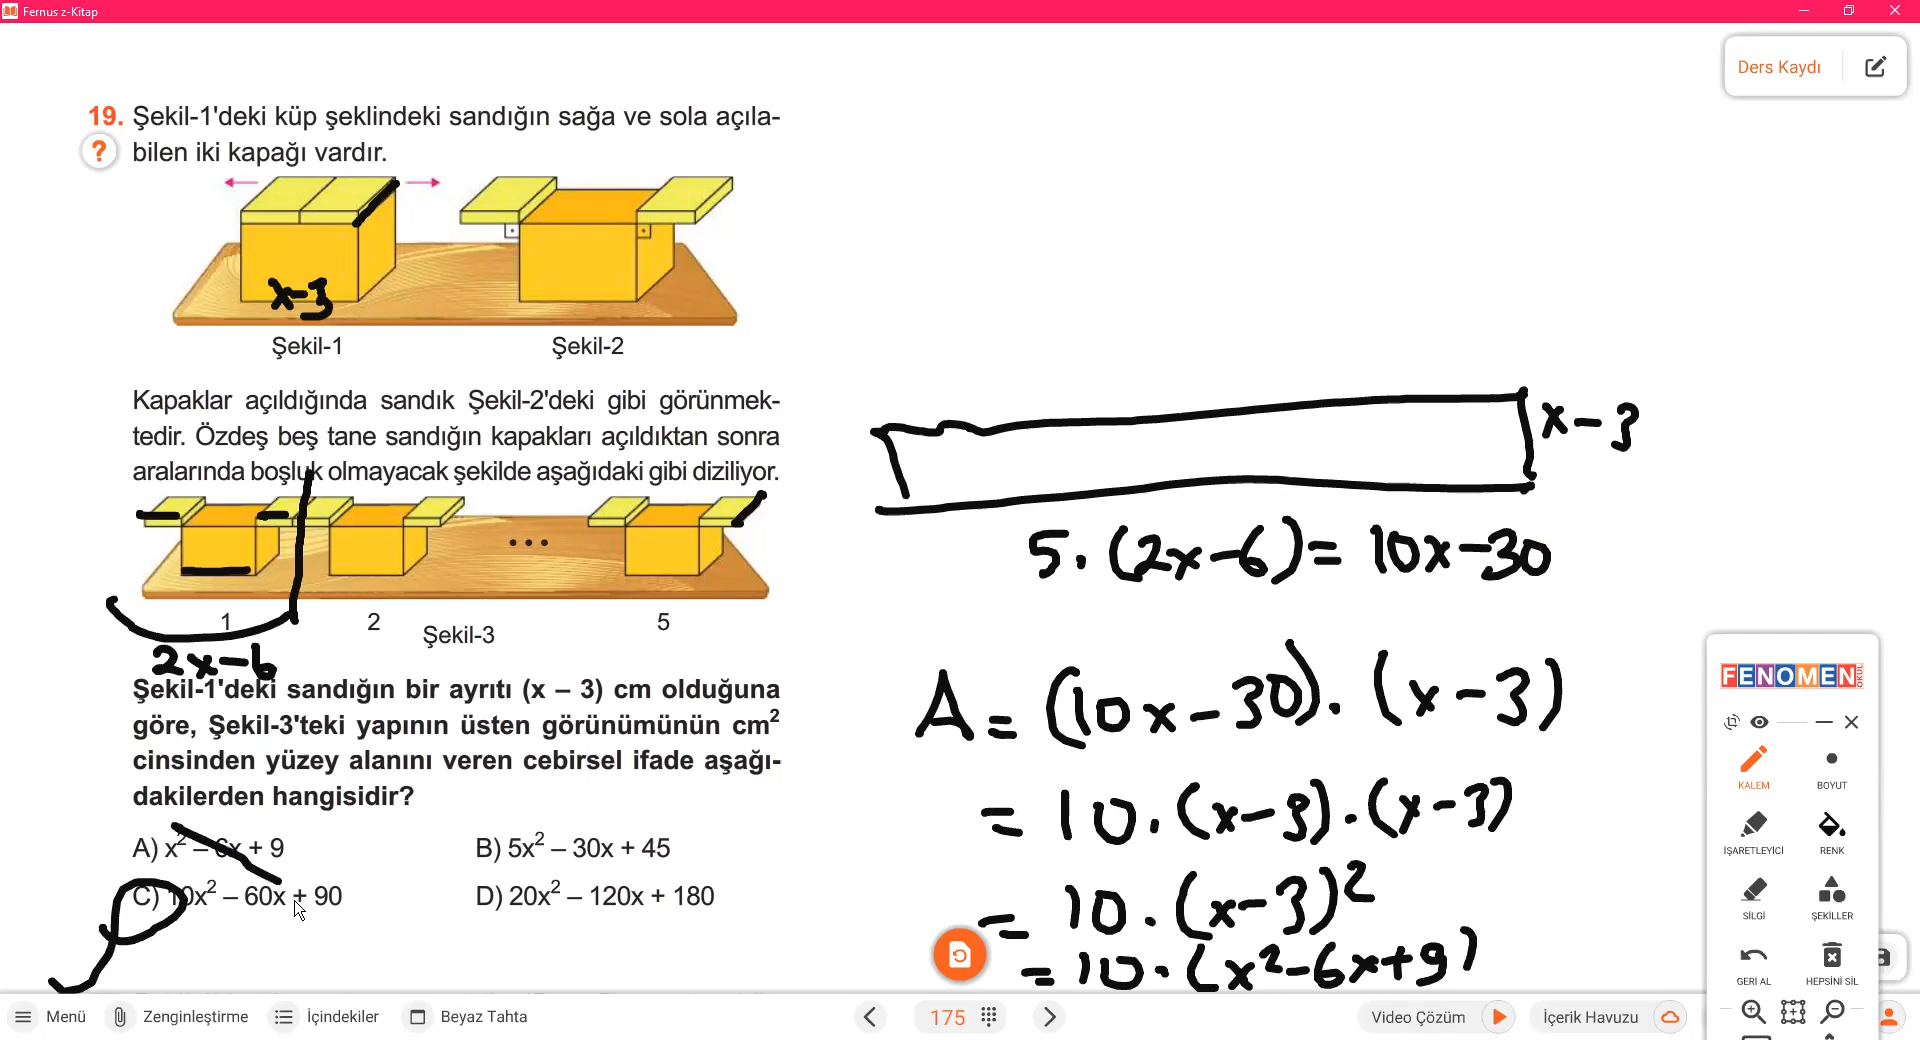 Fernus z-Kitap
Ders Kaydı
19. Şekil-1'deki küp şeklindeki sandığın sağa ve sola açıla-
? bilen iki kapağı vardır.
x-3
Şekil-1 Şekil-2
Kapaklar açıldığında sandık Şekil-2'deki gibi görünmek-
tedir. Özdeş beş tane sandığın kapakları açıldıktan sonra
aralarında boşluk olmayacak şekilde aşağıdaki gibi diziliyor.
1 2 5
Şekil-3
2x-6
Şekil-1'deki sandığın bir ayrıtı (x – 3) cm olduğuna
göre, Şekil-3'teki yapının üsten görünümünün cm²
cinsinden yüzey alanını veren cebirsel ifade aşağı-
dakilerden hangisidir?
A) x² – 6x + 9 B) 5x² – 30x + 45
C) 10x² – 60x + 90 D) 20x² – 120x + 180
x-3
5.(2x-6)= 10x-30
A= (10x-30).(x-3)
= 10.(x-3).(x-3)
= 10.(x-3)²
= 10.(x²-6x+9)
FENOMEN OKUL
KALEM BOYUT
İŞARETLEYİCİ RENK
SİLGİ ŞEKİLLER
GERİ AL HEPSİNİ SİL
Menü Zenginleştirme İçindekiler Beyaz Tahta 175 Video Çözüm İçerik Havuzu